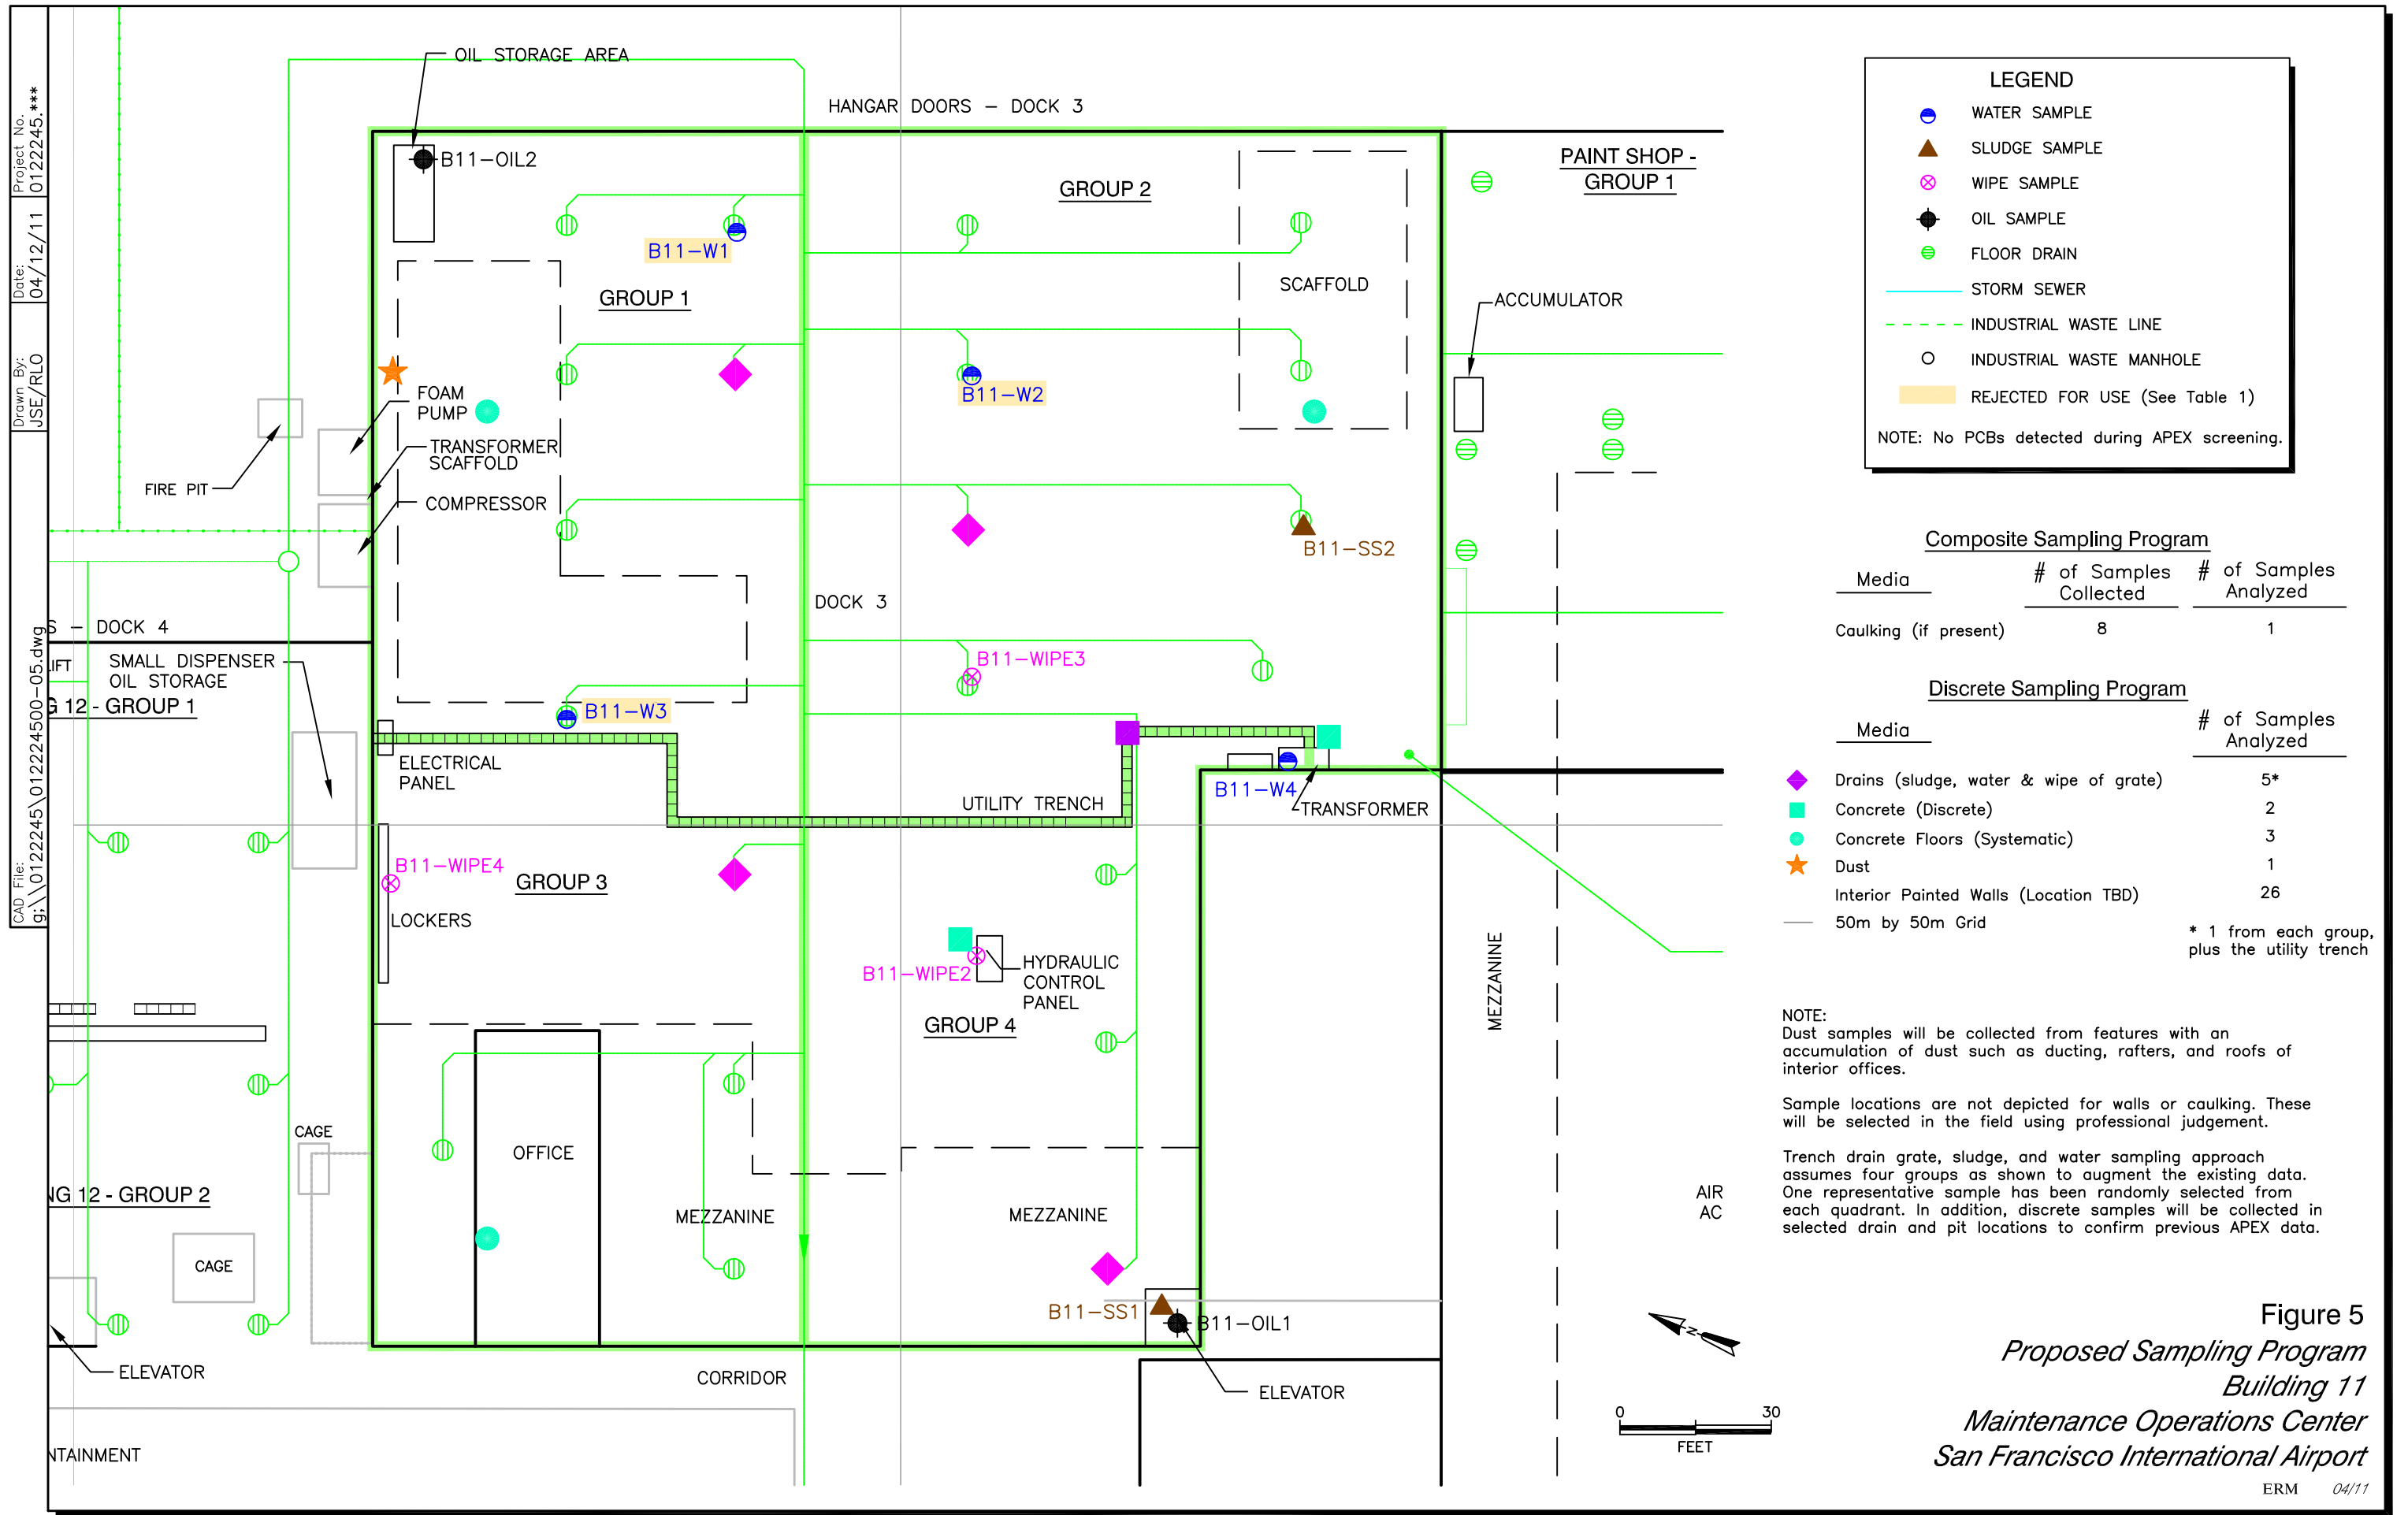 Project No.
01222245.***
Date:
04/12/11
Drawn By:
JSE/RLO
CAD File:
g:\\01222245\0122224500-05.dwg
OIL STORAGE AREA
HANGAR DOORS - DOCK 3
B11-OIL2
GROUP 2
PAINT SHOP -
GROUP 1
B11-W1
GROUP 1
SCAFFOLD
ACCUMULATOR
FOAM
PUMP
B11-W2
TRANSFORMER
SCAFFOLD
FIRE PIT
COMPRESSOR
B11-SS2
DOCK 3
S - DOCK 4
LIFT
SMALL DISPENSER
OIL STORAGE
G 12 - GROUP 1
B11-WIPE3
B11-W3
ELECTRICAL
PANEL
B11-W4
UTILITY TRENCH
TRANSFORMER
B11-WIPE4
GROUP 3
LOCKERS
B11-WIPE2
HYDRAULIC
CONTROL
PANEL
MEZZANINE
GROUP 4
CAGE
OFFICE
NG 12 - GROUP 2
MEZZANINE
MEZZANINE
AIR
AC
CAGE
B11-SS1
B11-OIL1
ELEVATOR
CORRIDOR
ELEVATOR
NTAINMENT
LEGEND
WATER SAMPLE
SLUDGE SAMPLE
WIPE SAMPLE
OIL SAMPLE
FLOOR DRAIN
STORM SEWER
INDUSTRIAL WASTE LINE
INDUSTRIAL WASTE MANHOLE
REJECTED FOR USE (See Table 1)
NOTE: No PCBs detected during APEX screening.
Composite Sampling Program
Media # of Samples Collected # of Samples Analyzed
Caulking (if present) 8 1
Discrete Sampling Program
Media # of Samples Analyzed
Drains (sludge, water & wipe of grate) 5*
Concrete (Discrete) 2
Concrete Floors (Systematic) 3
Dust 1
Interior Painted Walls (Location TBD) 26
50m by 50m Grid
* 1 from each group,
plus the utility trench
NOTE:
Dust samples will be collected from features with an
accumulation of dust such as ducting, rafters, and roofs of
interior offices.
Sample locations are not depicted for walls or caulking. These
will be selected in the field using professional judgement.
Trench drain grate, sludge, and water sampling approach
assumes four groups as shown to augment the existing data.
One representative sample has been randomly selected from
each quadrant. In addition, discrete samples will be collected in
selected drain and pit locations to confirm previous APEX data.
N
0 30
FEET
Figure 5
Proposed Sampling Program
Building 11
Maintenance Operations Center
San Francisco International Airport
ERM 04/11